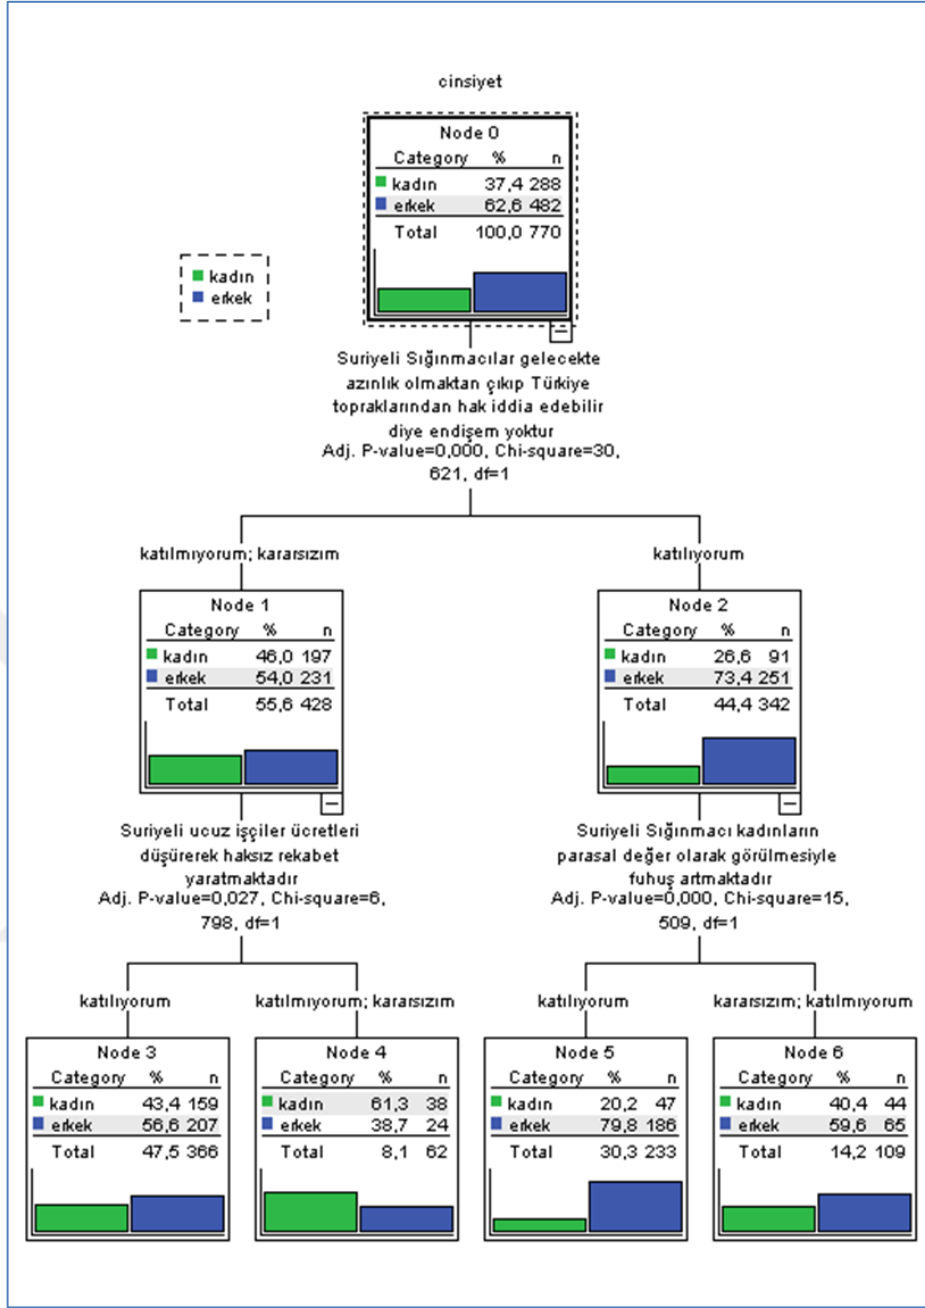 cinsiyet
Node 0
Category % n
kadın 37,4 288
erkek 62,6 482
Total 100,0 770
kadın
erkek
Suriyeli Sığınmacılar gelecekte
azınlık olmaktan çıkıp Türkiye
topraklarından hak iddia edebilir
diye endişem yoktur
Adj. P-value=0,000, Chi-square=30,
621, df=1
katılmıyorum; kararsızım
katılıyorum
Node 1
Category % n
kadın 46,0 197
erkek 54,0 231
Total 55,6 428
Node 2
Category % n
kadın 26,6 91
erkek 73,4 251
Total 44,4 342
Suriyeli ucuz işçiler ücretleri
düşürerek haksız rekabet
yaratmaktadır
Adj. P-value=0,027, Chi-square=6,
798, df=1
Suriyeli Sığınmacı kadınların
parasal değer olarak görülmesiyle
fuhuş artmaktadır
Adj. P-value=0,000, Chi-square=15,
509, df=1
katılıyorum
katılmıyorum; kararsızım
katılıyorum
kararsızım; katılmıyorum
Node 3
Category % n
kadın 43,4 159
erkek 56,6 207
Total 47,5 366
Node 4
Category % n
kadın 61,3 38
erkek 38,7 24
Total 8,1 62
Node 5
Category % n
kadın 20,2 47
erkek 79,8 186
Total 30,3 233
Node 6
Category % n
kadın 40,4 44
erkek 59,6 65
Total 14,2 109